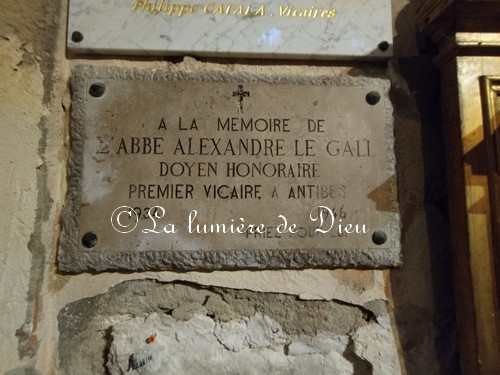 Philippe CATALA. Vicaires
A LA MEMOIRE DE
L'ABBE ALEXANDRE LE GALL
DOYEN HONORAIRE
PREMIER VICAIRE A ANTIBES
©La lumière de Dieu
PRIEZ